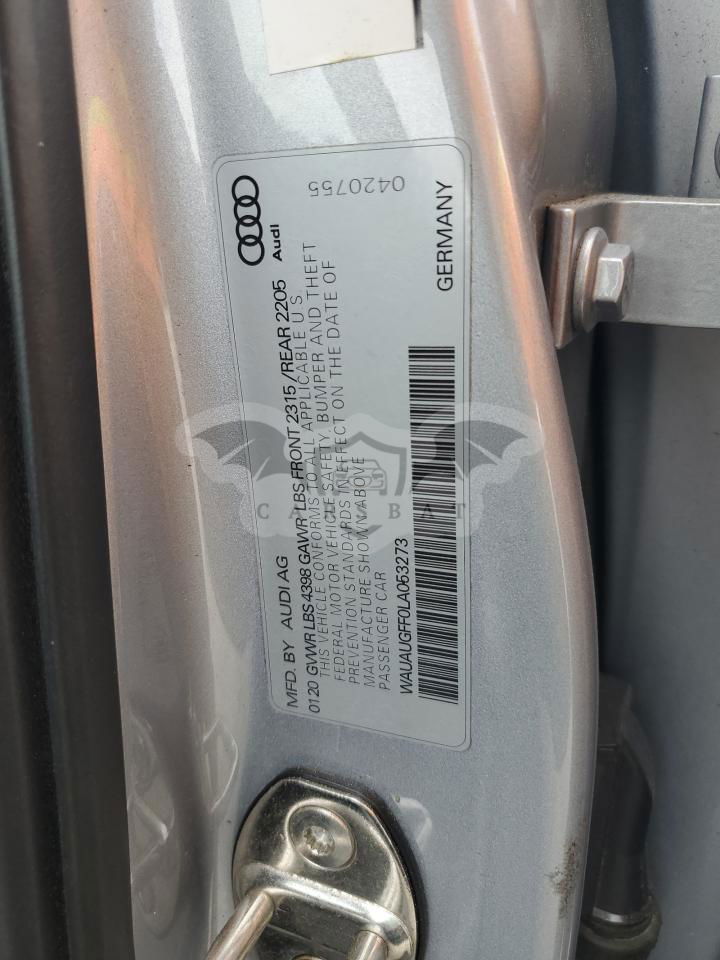 Audi
0420755
MFD. BY AUDI AG
01 20 GVWR LBS 4398 GAWR LBS FRONT 2315 /REAR 2205
THIS VEHICLE CONFORMS TO ALL APPLICABLE U S
FEDERAL MOTOR VEHICLE SAFETY, BUMPER AND THEFT
PREVENTION STANDARDS IN EFFECT ON THE DATE OF
MANUFACTURE SHOWN ABOVE
PASSENGER CAR
WAUAUGFF0LA053273
GERMANY